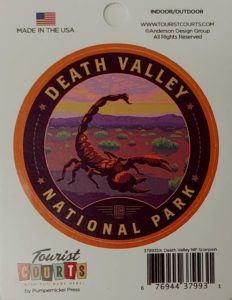 INDOOR/OUTDOOR
MADE IN THE USA
WWW.TOURISTCOURTS.COM
©Anderson Design Group
All Rights Reserved
DEATH VALLEY
NATIONAL PARK
Tourist
COURTS
by Pumpernickel Press
37993SX Death Valley NP Scorpion
6 76944 37993 1